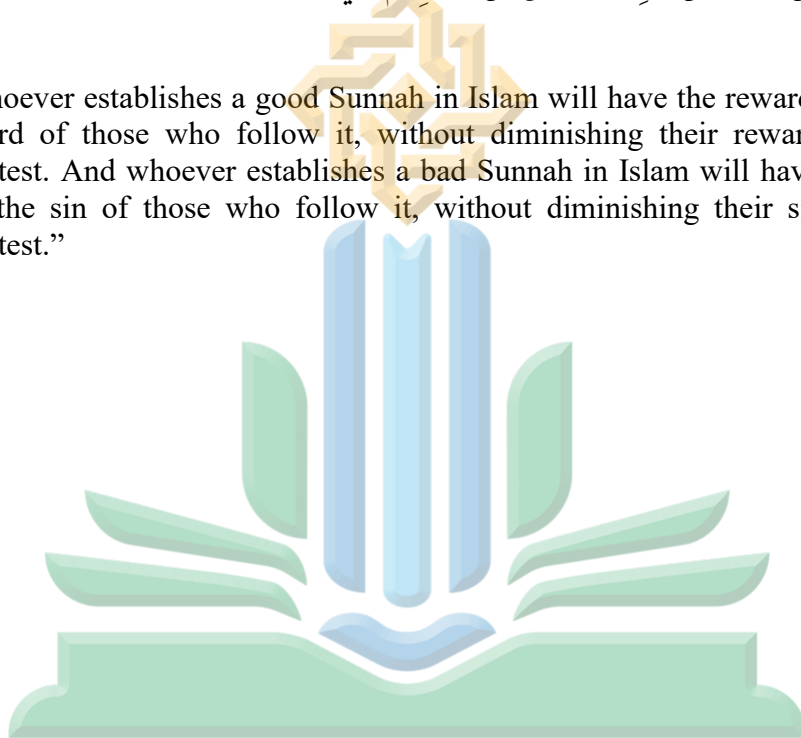 hoever establishes a good Sunnah in Islam will have the reward
rd of those who follow it, without diminishing their rewar
test. And whoever establishes a bad Sunnah in Islam will hav
the sin of those who follow it, without diminishing their s
test.”